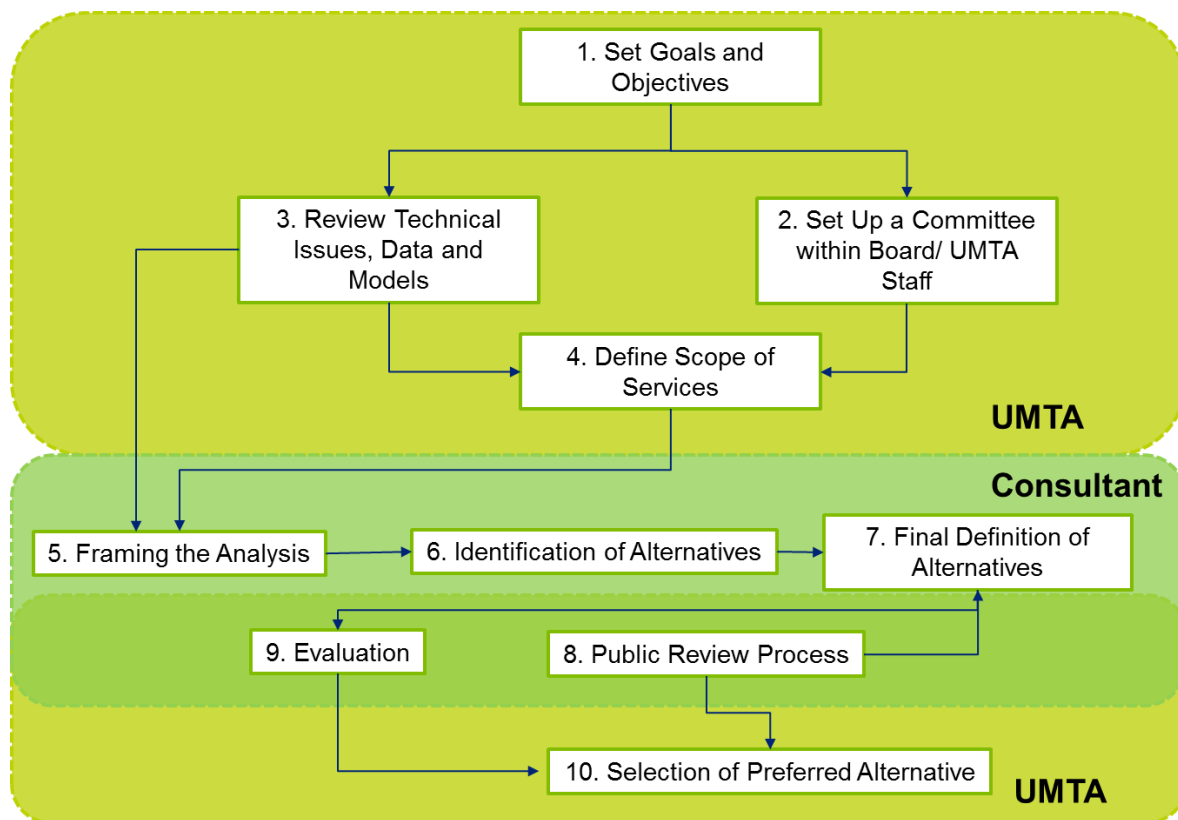 1. Set Goals and
Objectives
3. Review Technical
Issues, Data and
Models
2. Set Up a Committee
within Board/ UMTA
Staff
4. Define Scope of
Services
UMTA
Consultant
5. Framing the Analysis
6. Identification of Alternatives
7. Final Definition of
Alternatives
9. Evaluation
8. Public Review Process
10. Selection of Preferred Alternative
UMTA